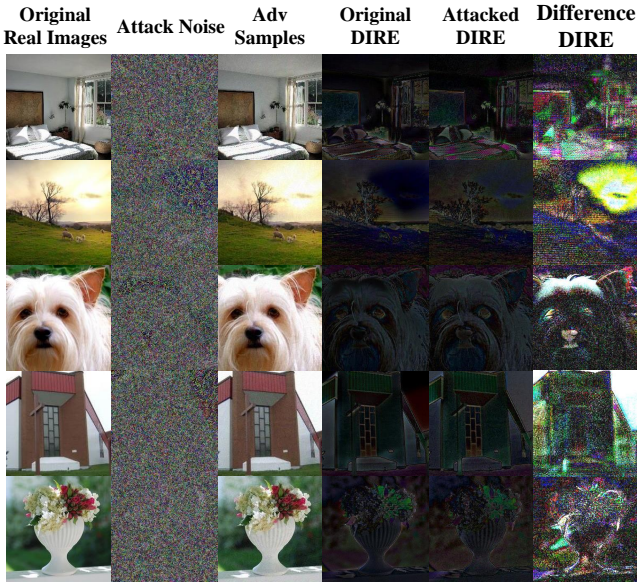 Original
Real Images
Attack Noise
Adv
Samples
Original
DIRE
Attacked
DIRE
Difference
DIRE